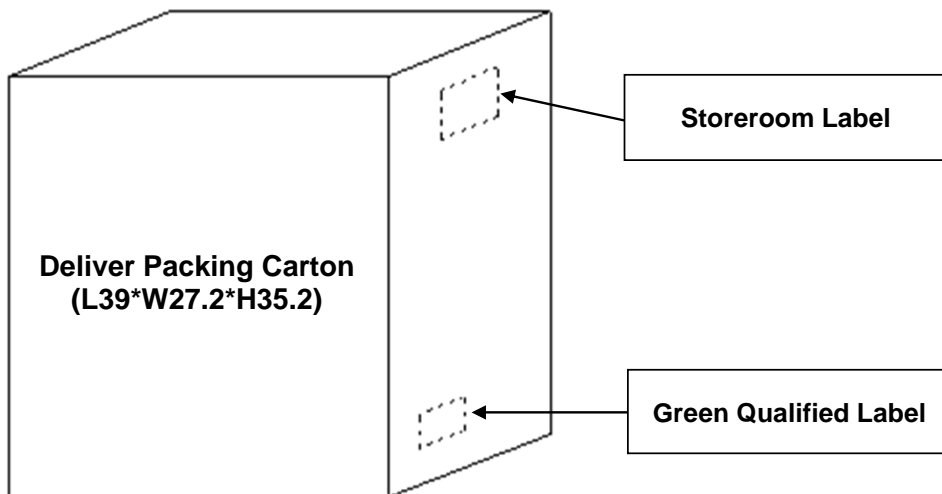 Storeroom Label
Deliver Packing Carton
(L39*W27.2*H35.2)
Green Qualified Label